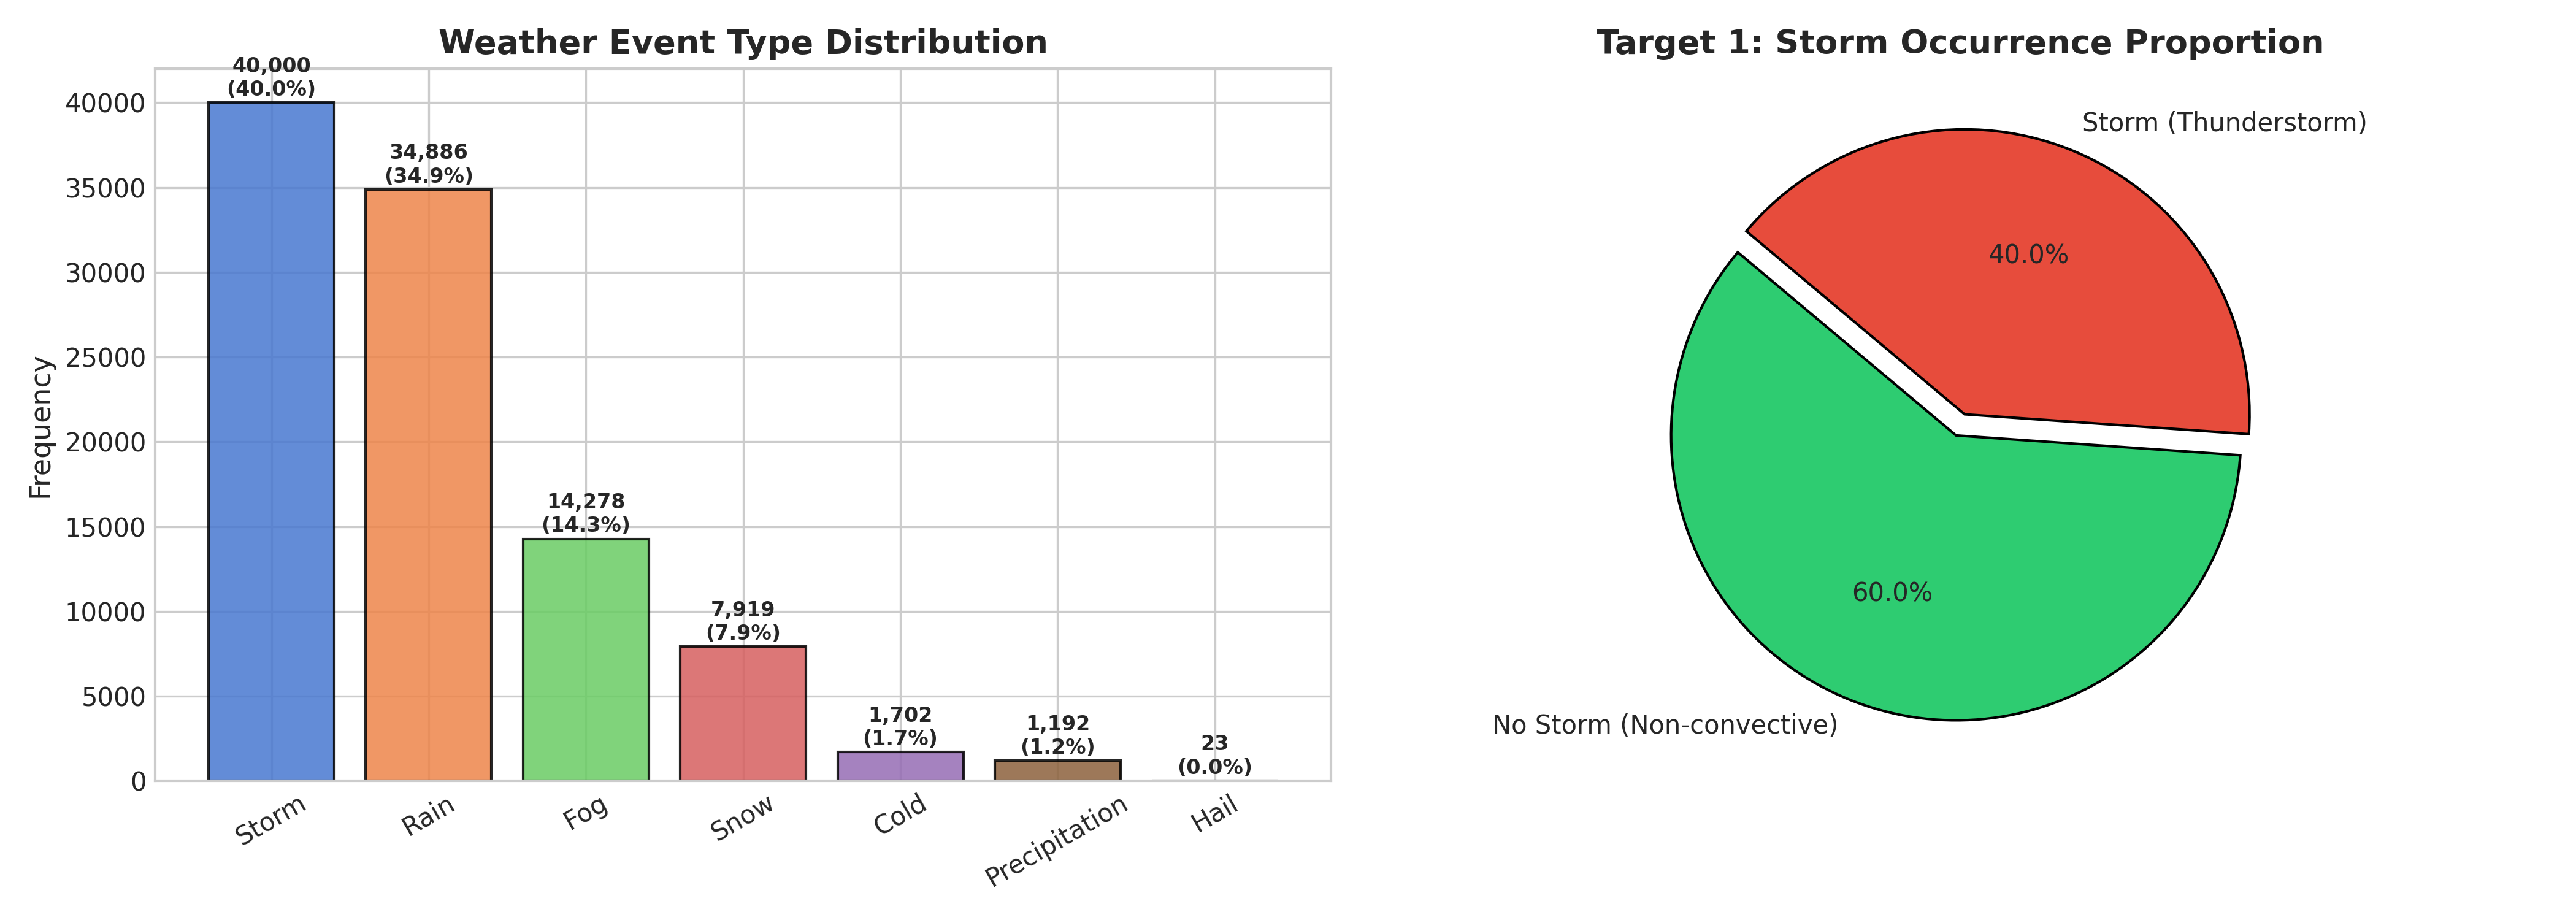 Weather Event Type Distribution
40,000
(40.0%)
34,886
(34.9%)
14,278
(14.3%)
7,919
(7.9%)
1,702
(1.7%)
1,192
(1.2%)
23
(0.0%)
Frequency
40000
35000
30000
25000
20000
15000
10000
5000
0
Storm
Rain
Fog
Snow
Cold
Precipitation
Hail
Target 1: Storm Occurrence Proportion
Storm (Thunderstorm)
40.0%
60.0%
No Storm (Non-convective)